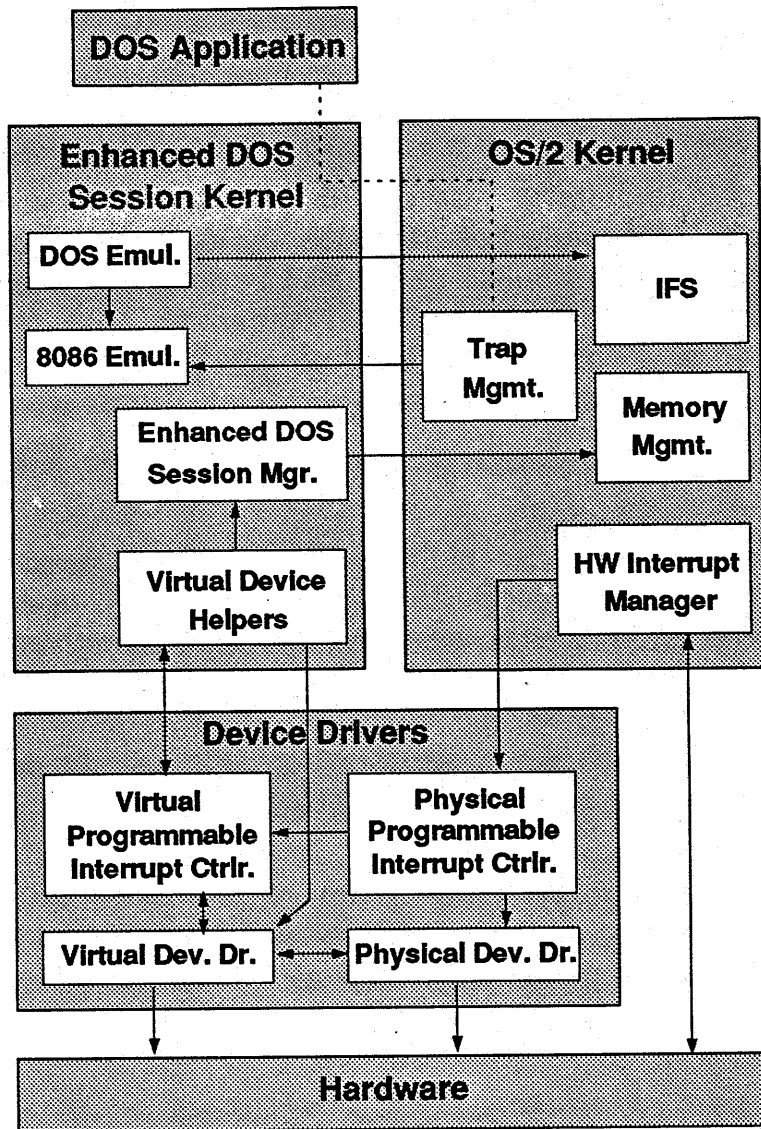 DOS Application
Enhanced DOS
Session Kernel
DOS Emul.
8086 Emul.
Enhanced DOS
Session Mgr.
Virtual Device
Helpers
OS/2 Kernel
IFS
Trap
Mgmt.
Memory
Mgmt.
HW Interrupt
Manager
Device Drivers
Virtual
Programmable
Interrupt Ctrlr.
Physical
Programmable
Interrupt Ctrlr.
Virtual Dev. Dr.
Physical Dev. Dr.
Hardware